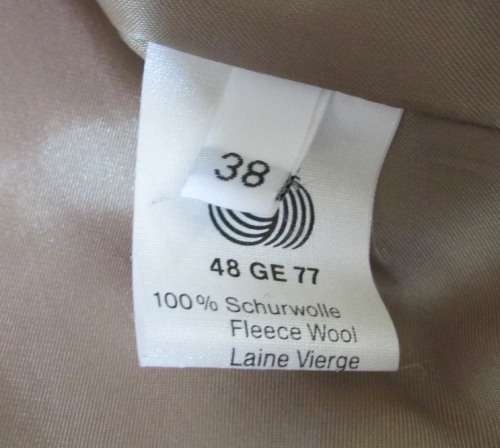 38
48 GE 77
100% Schurwolle
Fleece Wool
Laine Vierge